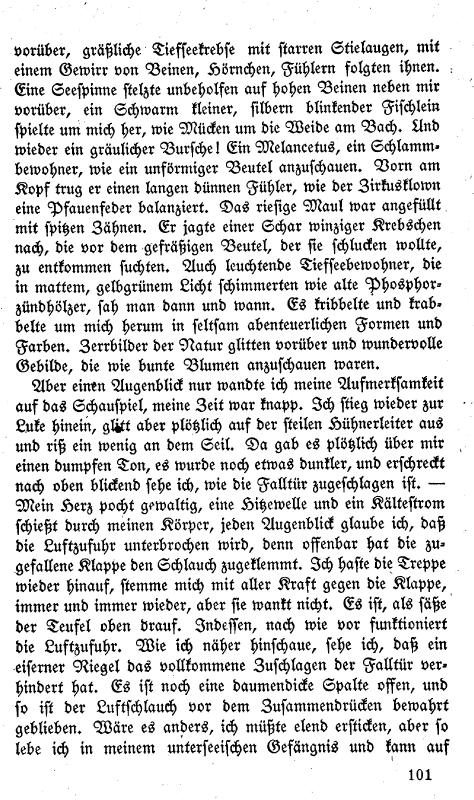 vorüber, gräßliche Tiefseekrebse mit starren Stielaugen, mit
einem Gewirr von Beinen, Hörnchen, Fühlern folgten ihnen.
Eine Seespinne stelzte unbeholfen auf hohen Beinen neben mir
vorüber, ein Schwarm kleiner, silbern blinkender Fischlein
spielte um mich her, wie Mücken um die Weide am Bach. Und
wieder ein gräulicher Bursche! Ein Melancetus, ein Schlamm-
bewohner, wie ein unförmiger Beutel anzuschauen. Vorn am
Kopf trug er einen langen dünnen Fühler, wie der Zirkusklown
eine Pfauenfeder balanziert. Das riesige Maul war angefüllt
mit spitzen Zähnen. Er jagte einer Schar winziger Krebschen
nach, die vor dem gefräßigen Beutel, der sie schlucken wollte,
zu entkommen suchten. Auch leuchtende Tiefseebewohner, die
in mattem, gelbgrünem Licht schimmerten wie alte Phosphor-
zündhölzer, sah man dann und wann. Es kribbelte und krab-
belte um mich herum in seltsam abenteuerlichen Formen und
Farben. Zerrbilder der Natur glitten vorüber und wundervolle
Gebilde, die wie bunte Blumen anzuschauen waren.
Aber einen Augenblick nur wandte ich meine Aufmerksamkeit
auf das Schauspiel, meine Zeit war knapp. Ich stieg wieder zur
Luke hinein, glitt aber plötzlich auf der steilen Hühnerleiter aus
und riß ein wenig an dem Seil. Da gab es plötzlich über mir
einen dumpfen Ton, es wurde noch etwas dunkler, und erschreckt
nach oben blickend sehe ich, wie die Falltür zugeschlagen ist. —
Mein Herz pocht gewaltig, eine Hitzewelle und ein Kältestrom
schießt durch meinen Körper, jeden Augenblick glaube ich, daß
die Luftzufuhr unterbrochen wird, denn offenbar hat die zu-
gefallene Klappe den Schlauch zugeklemmt. Ich haste die Treppe
wieder hinauf, stemme mich mit aller Kraft gegen die Klappe,
immer und immer wieder, aber sie wankt nicht. Es ist, als säße
der Teufel oben drauf. Indessen, nach wie vor funktioniert
die Luftzufuhr. Wie ich näher hinschaue, sehe ich, daß ein
eiserner Riegel das vollkommene Zuschlagen der Falltür ver-
hindert hat. Es ist noch eine daumendicke Spalte offen, und
so ist der Luftschlauch vor dem Zusammendrücken bewahrt
geblieben. Wäre es anders, ich müßte elend ersticken, aber so
lebe ich in meinem unterseeischen Gefängnis und kann auf
101